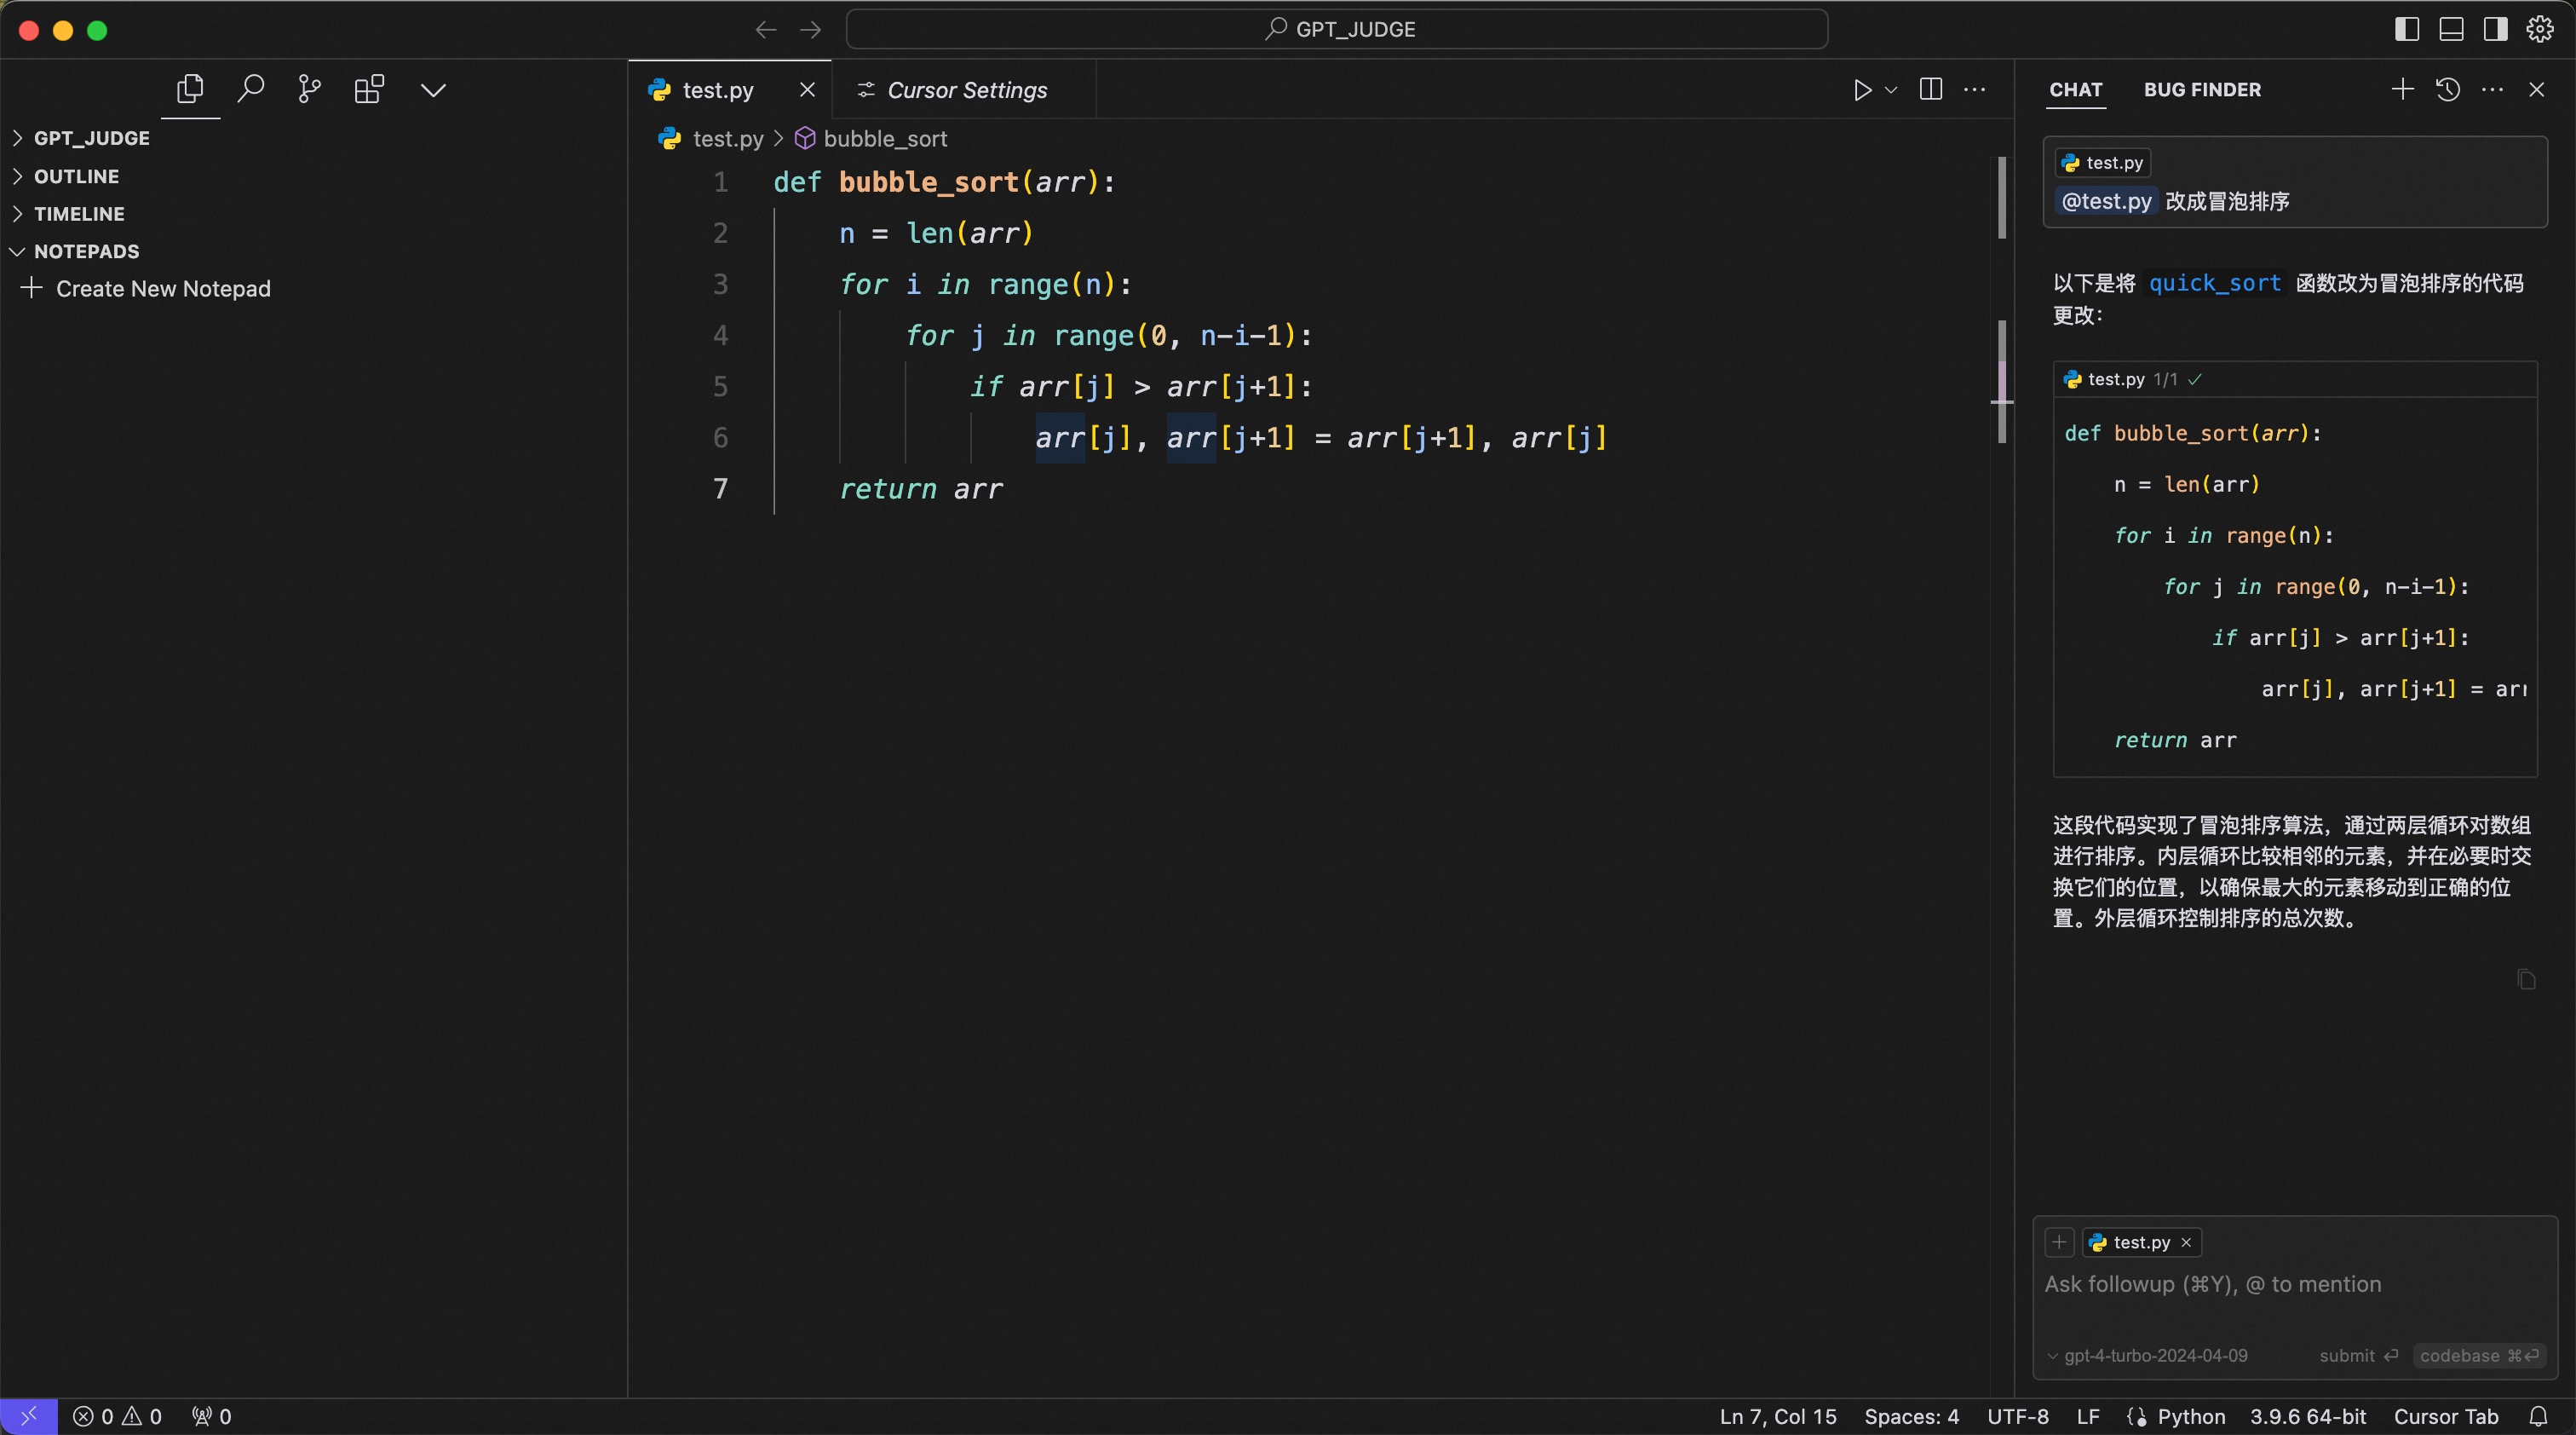 GPT_JUDGE
GPT_JUDGE
OUTLINE
TIMELINE
NOTEPADS
Create New Notepad
test.py
Cursor Settings
test.py > bubble_sort
1 def bubble_sort(arr):
2 n = len(arr)
3 for i in range(n):
4 for j in range(0, n-i-1):
5 if arr[j] > arr[j+1]:
6 arr[j], arr[j+1] = arr[j+1], arr[j]
7 return arr
CHAT BUG FINDER
test.py
@test.py 改成冒泡排序
以下是将 quick_sort 函数改为冒泡排序的代码
更改：
test.py 1/1
def bubble_sort(arr):
n = len(arr)
for i in range(n):
for j in range(0, n-i-1):
if arr[j] > arr[j+1]:
arr[j], arr[j+1] = arr
return arr
这段代码实现了冒泡排序算法，通过两层循环对数组
进行排序。内层循环比较相邻的元素，并在必要时交
换它们的位置，以确保最大的元素移动到正确的位
置。外层循环控制排序的总次数。
test.py
Ask followup (⌘Y), @ to mention
gpt-4-turbo-2024-04-09 submit ⏎ codebase ⌘⏎
0 0 0
Ln 7, Col 15 Spaces: 4 UTF-8 LF Python 3.9.6 64-bit Cursor Tab